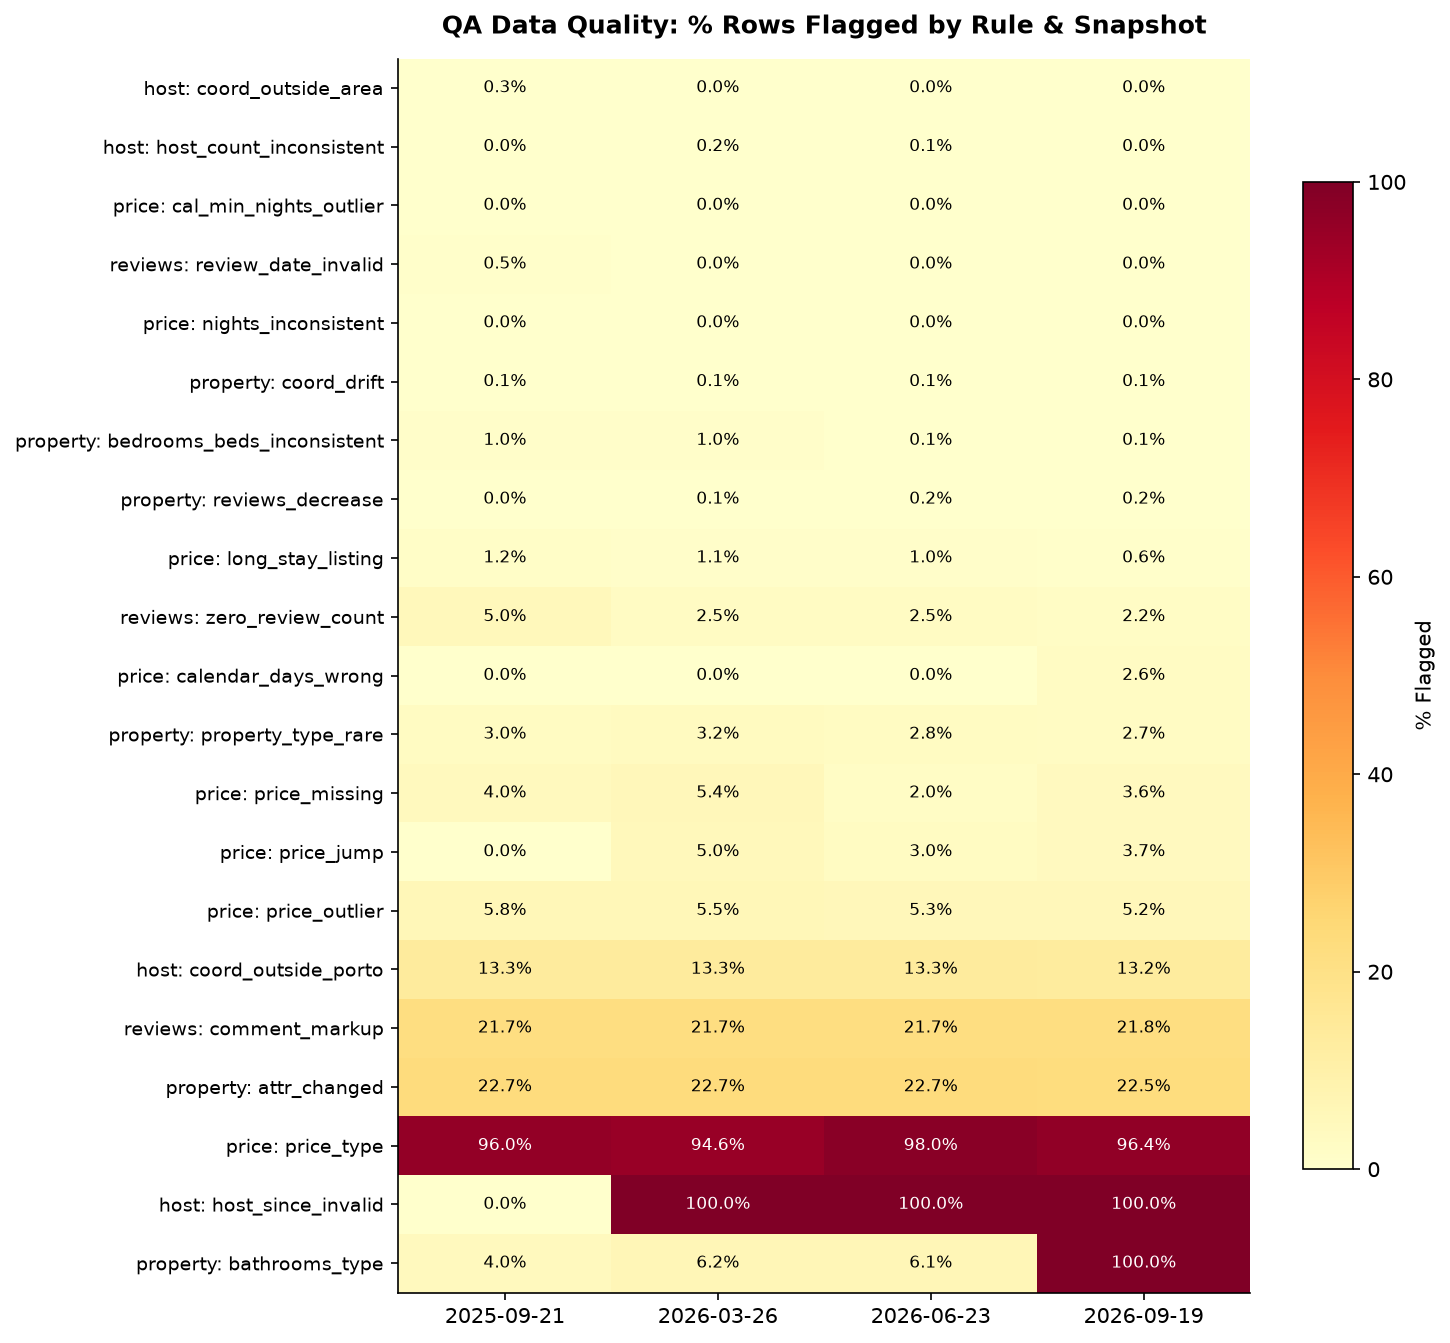 QA Data Quality: % Rows Flagged by Rule & Snapshot
host: coord_outside_area 0.3% 0.0% 0.0% 0.0%
host: host_count_inconsistent 0.0% 0.2% 0.1% 0.0%
price: cal_min_nights_outlier 0.0% 0.0% 0.0% 0.0%
reviews: review_date_invalid 0.5% 0.0% 0.0% 0.0%
price: nights_inconsistent 0.0% 0.0% 0.0% 0.0%
property: coord_drift 0.1% 0.1% 0.1% 0.1%
property: bedrooms_beds_inconsistent 1.0% 1.0% 0.1% 0.1%
property: reviews_decrease 0.0% 0.1% 0.2% 0.2%
price: long_stay_listing 1.2% 1.1% 1.0% 0.6%
reviews: zero_review_count 5.0% 2.5% 2.5% 2.2%
price: calendar_days_wrong 0.0% 0.0% 0.0% 2.6%
property: property_type_rare 3.0% 3.2% 2.8% 2.7%
price: price_missing 4.0% 5.4% 2.0% 3.6%
price: price_jump 0.0% 5.0% 3.0% 3.7%
price: price_outlier 5.8% 5.5% 5.3% 5.2%
host: coord_outside_porto 13.3% 13.3% 13.3% 13.2%
reviews: comment_markup 21.7% 21.7% 21.7% 21.8%
property: attr_changed 22.7% 22.7% 22.7% 22.5%
price: price_type 96.0% 94.6% 98.0% 96.4%
host: host_since_invalid 0.0% 100.0% 100.0% 100.0%
property: bathrooms_type 4.0% 6.2% 6.1% 100.0%
2025-09-21 2026-03-26 2026-06-23 2026-09-19
100
80
60
40
20
0
% Flagged